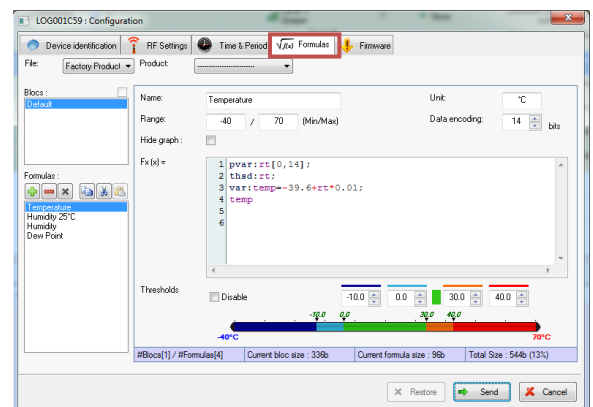 LOG001C59 : Configuration
Device identification
RF Settings
Time & Period
√f(x) Formulas
Firmware
File:
Factory Product
Product:
------------------------
Blocs :
Default
Name:
Temperature
Unit:
°C
Range:
-40 / 70 (Min/Max)
Data encoding:
14 bits
Hide graph :
Fx (x) =
1 pvar:rt[0,14];
2 thsd:rt;
3 var:temp=-39.6+rt*0.01;
4 temp
5
6
Formulas :
Temperature
Humidity 25°C
Humidity
Dew Point
Thresholds
Disable
-10.0
0.0
30.0
40.0
-10.0 0.0 30.0 40.0
-40°C
70°C
#Blocs[1] / #Formulas[4]
Current bloc size : 336b
Current formula size : 96b
Total Size : 544b (13%)
Restore
Send
Cancel